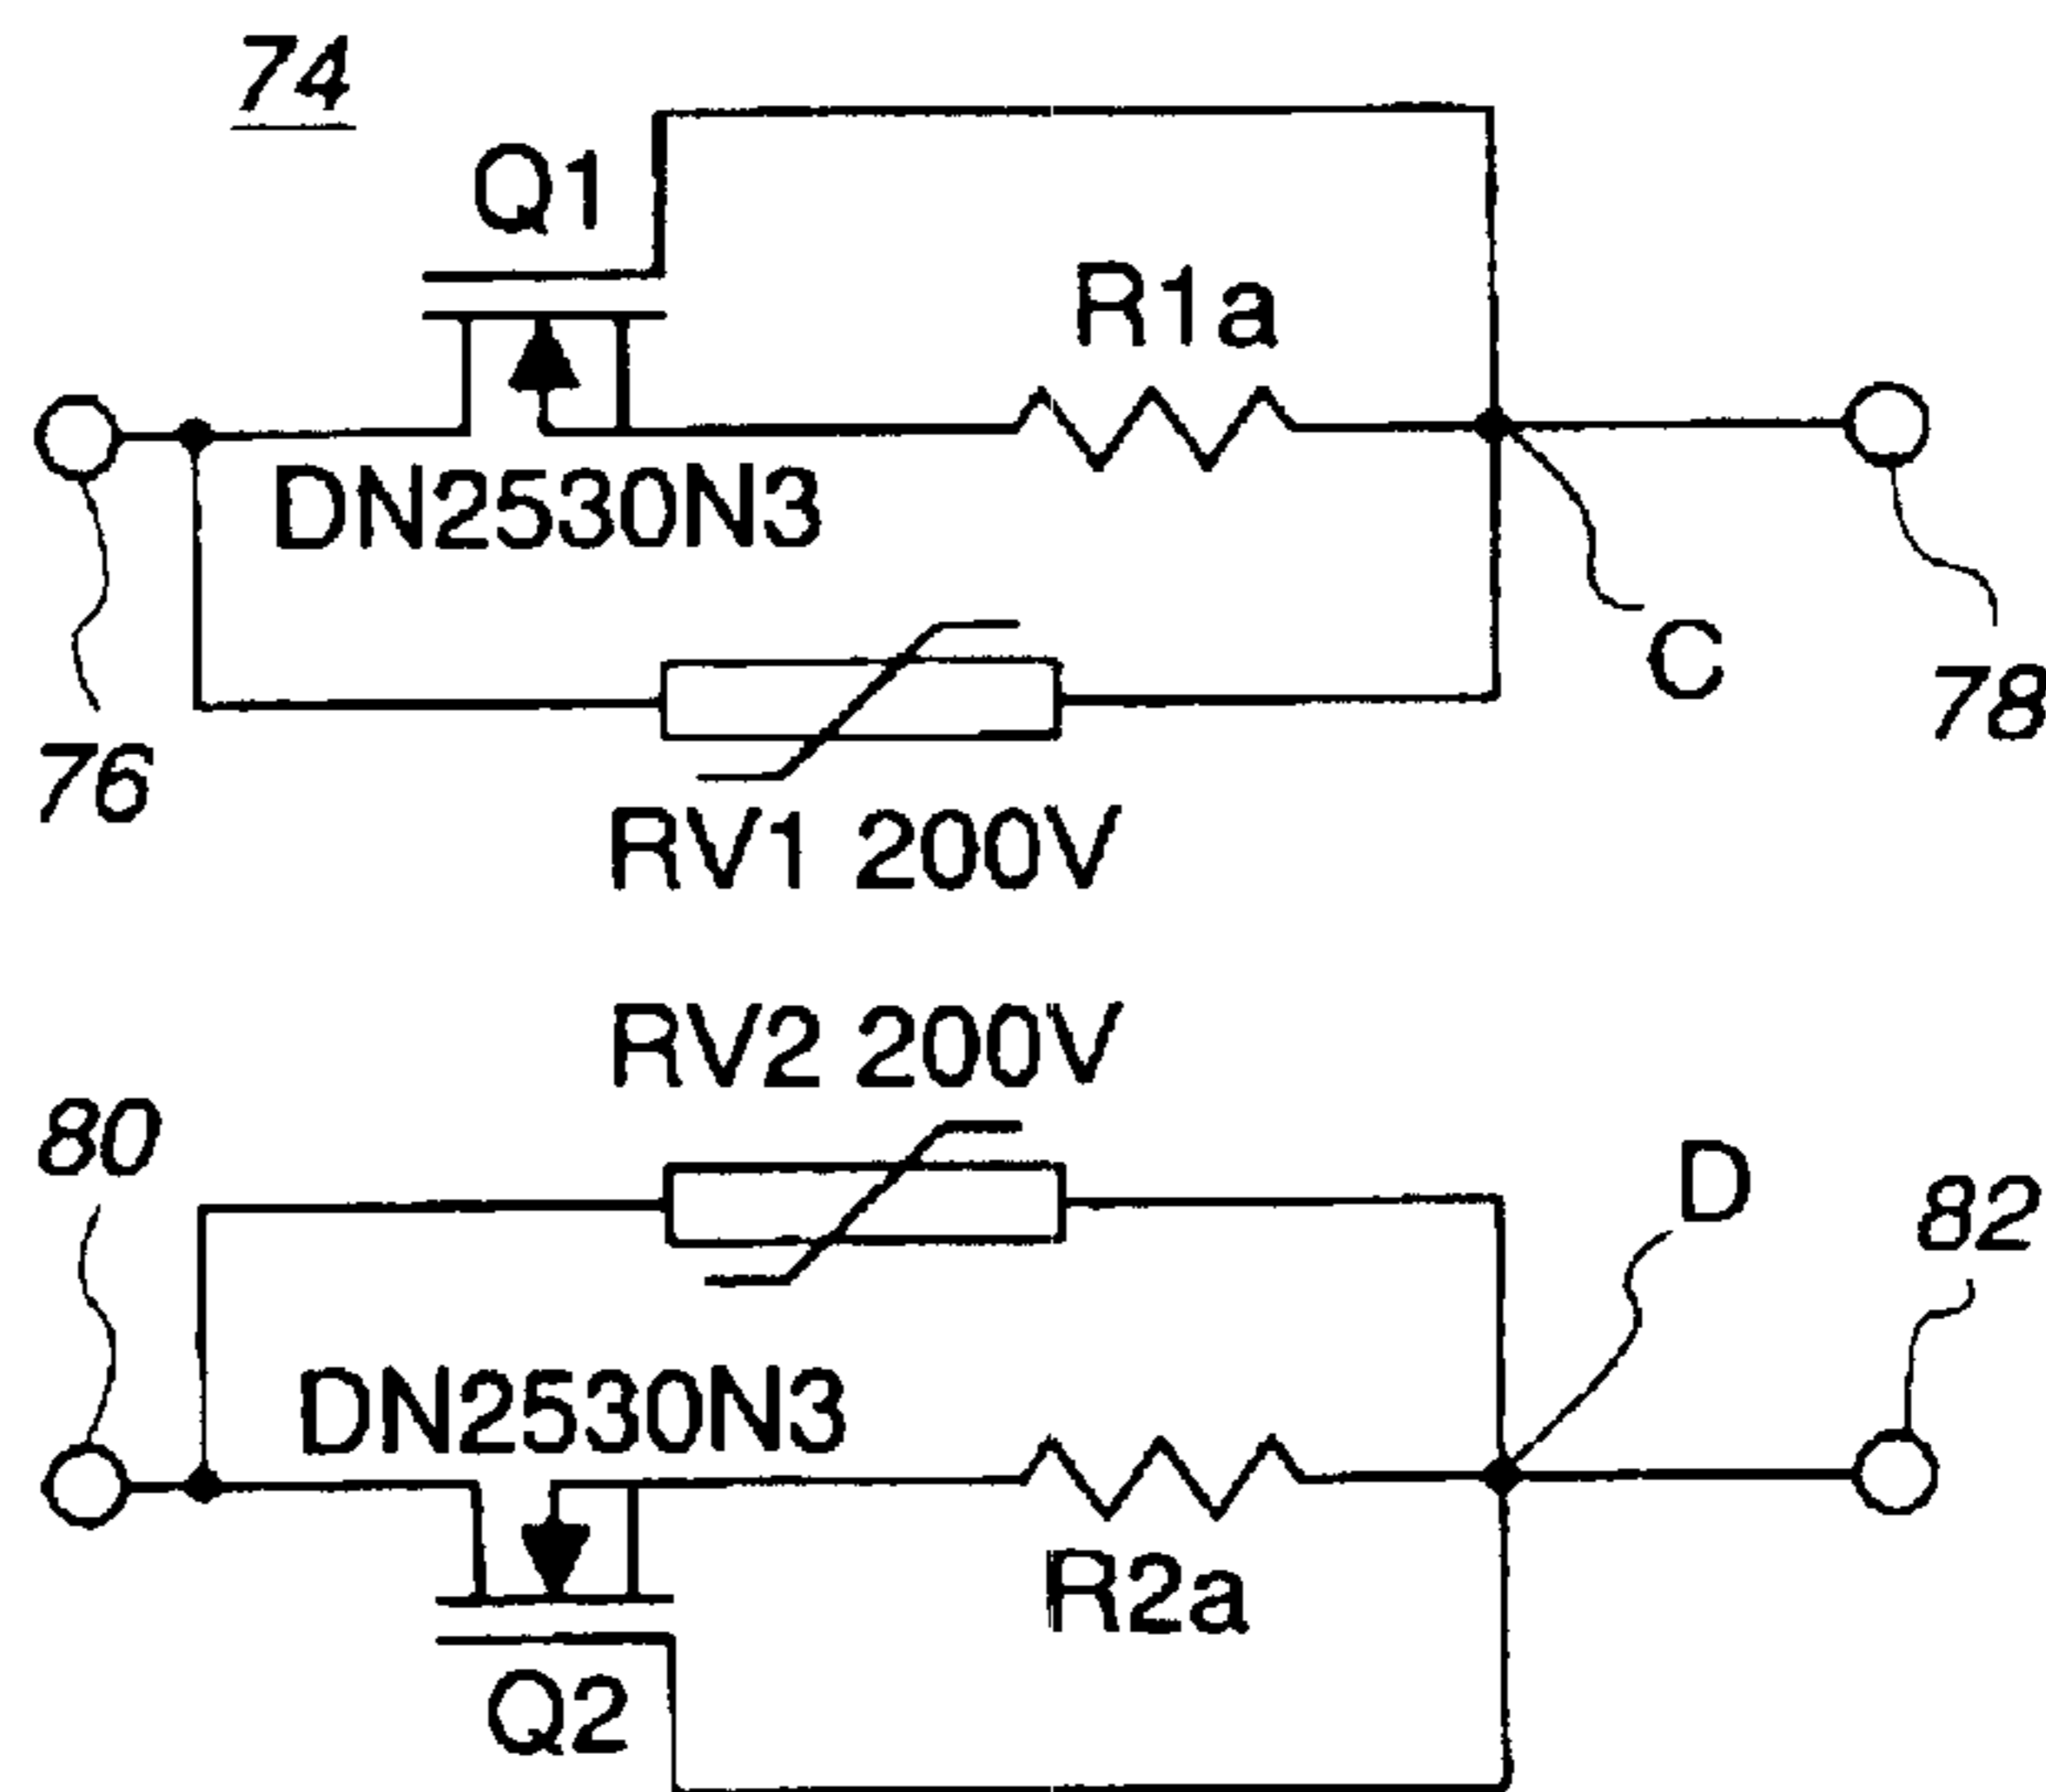 74
Q1
R1a
DN2530N3
C
78
76
RV1 200V
RV2 200V
80
D
82
DN2530N3
R2a
Q2